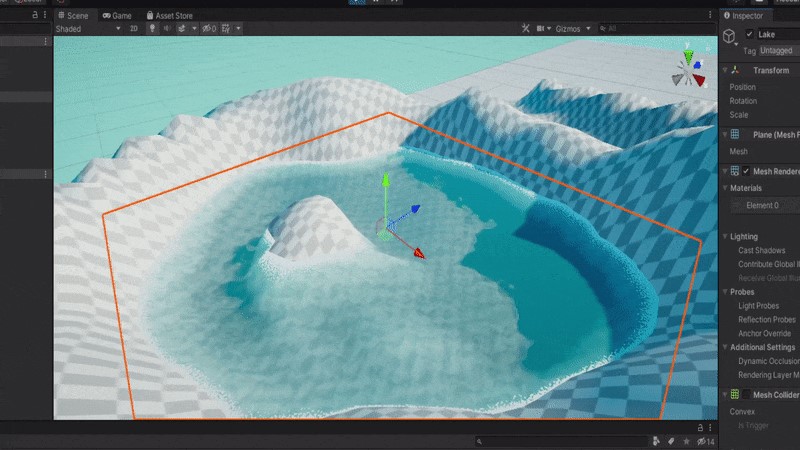 Scene
Game
Asset Store
Shaded
2D
Gizmos
All
Inspector
Lake
Tag Untagged
Transform
Position
Rotation
Scale
Plane (Mesh F
Mesh
Mesh Rendere
Materials
Element 0
Lighting
Cast Shadows
Contribute Global Il
Receive Global Illu
Probes
Light Probes
Reflection Probes
Anchor Override
Additional Settings
Dynamic Occlusion
Rendering Layer M
Mesh Collider
Convex
Is Trigger
14